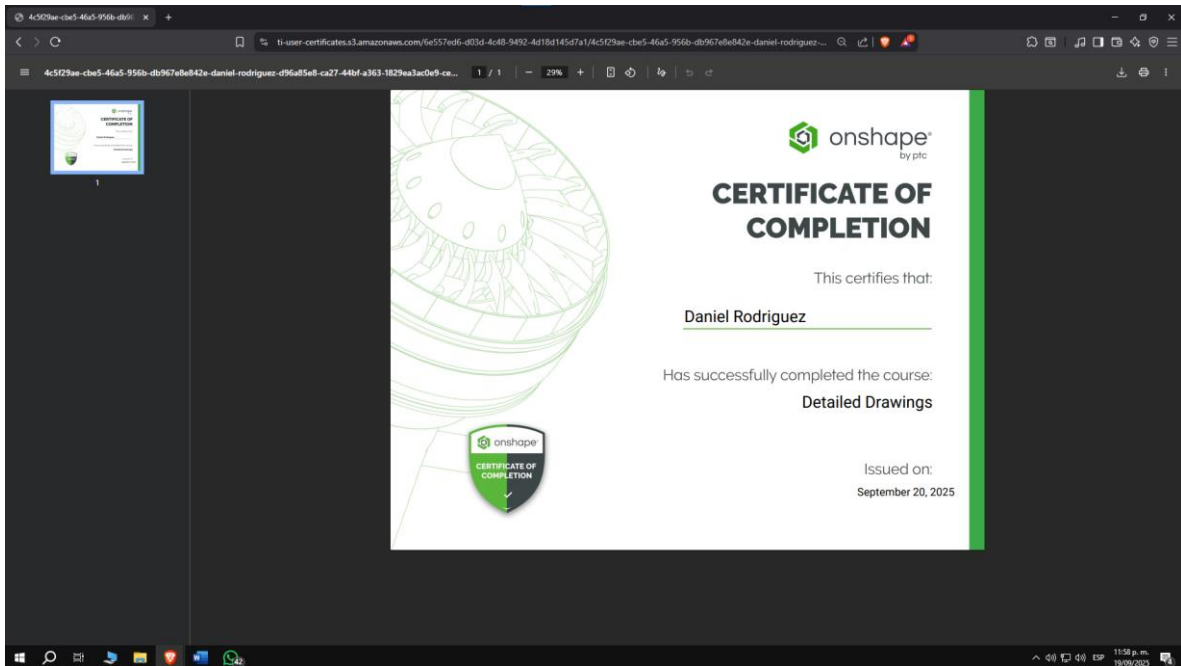 4c5f29ae-cbe5-46a5-956b-db96
ti-user-certificates.s3.amazonaws.com/6e557ed6-d03d-4c48-9492-4d18d145d7a1/4c5f29ae-cbe5-46a5-956b-db967e8e842e-daniel-rodriguez-...
4c5f29ae-cbe5-46a5-956b-db967e8e842e-daniel-rodriguez-d96a85e8-ca27-44bf-a363-1829ea3ac0e9-ce... 1 / 1 29%
1
onshape
by ptc
CERTIFICATE OF
COMPLETION
This certifies that:
Daniel Rodriguez
Has successfully completed the course:
Detailed Drawings
onshape
CERTIFICATE OF
COMPLETION
Issued on:
September 20, 2025
42
ESP
11:58 p. m.
19/09/2025